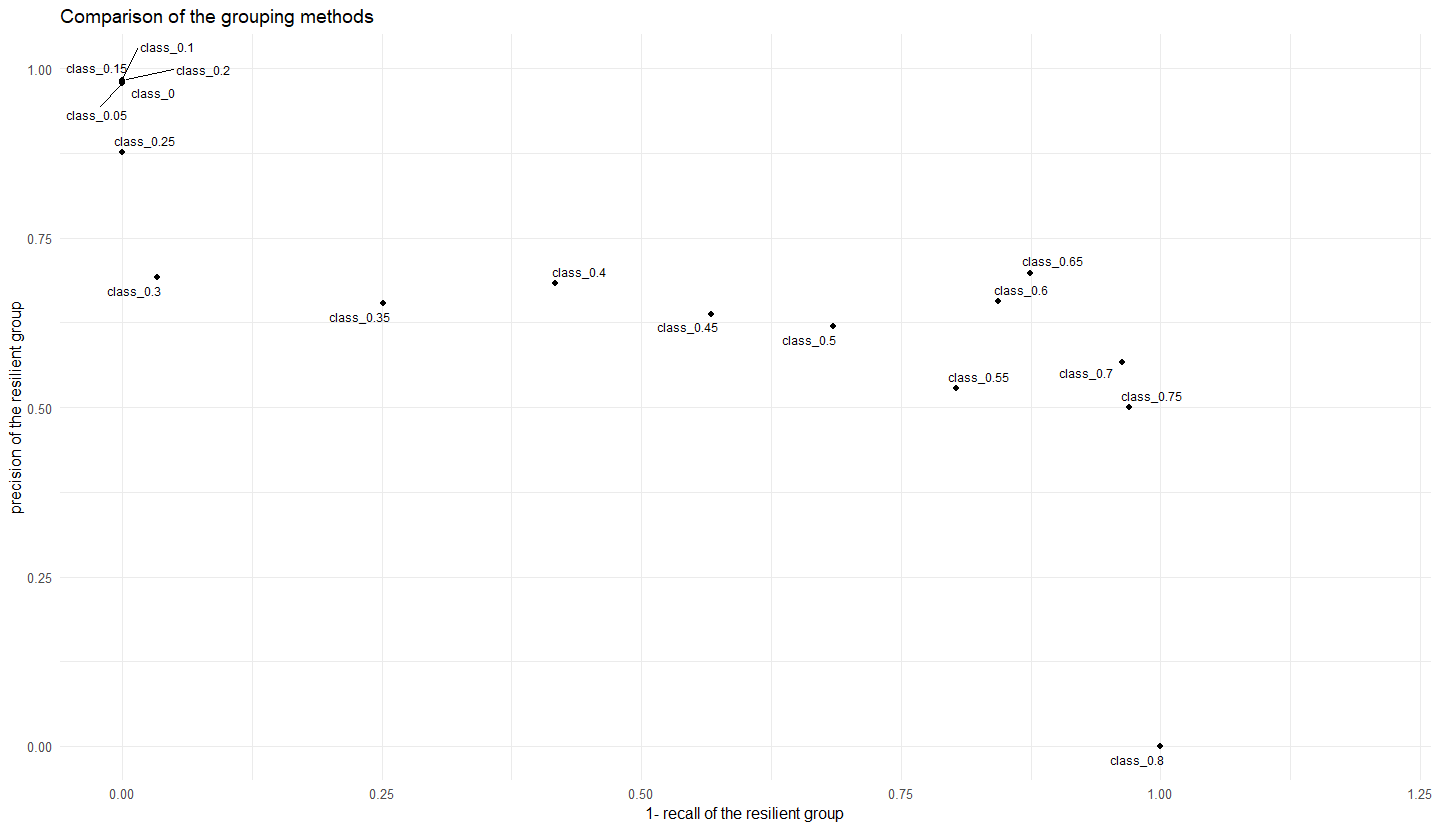 Comparison of the grouping methods
class_0.1
class_0.15
class_0.2
1.00
class_0
class_0.05
class_0.25
0.75
class_0.65
class_0.4
class_0.3
class_0.6
class_0.35
class_0.45
class_0.5
class_0.7
class_0.55
class_0.75
0.50
precision of the resilient group
0.25
0.00
class_0.8
0.00
0.25
0.50
0.75
1.00
1.25
1- recall of the resilient group